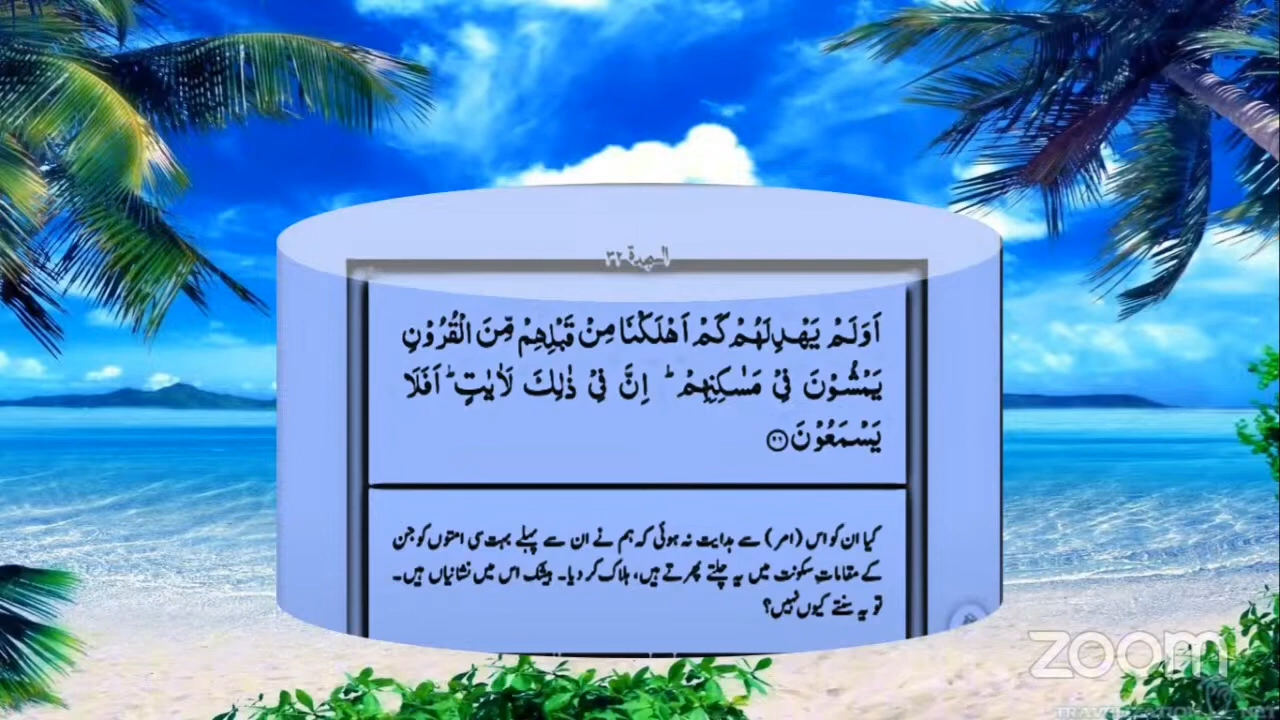 السجدة ٣٢
اَوَلَمْ يَهْدِ لَهُمْ كَمْ اَهْلَكْنَا مِنْ قَبْلِهِمْ مِّنَ الْقُرُوْنِ
يَمْشُوْنَ فِيْ مَسٰكِنِهِمْ ؕ اِنَّ فِيْ ذٰلِكَ لَاٰيٰتٍ ؕ اَفَلَا
يَسْمَعُوْنَ ۝۲۶
کیا ان کو اس (امر) سے ہدایت نہ ہوئی کہ ہم نے ان سے پہلے بہت سی امتوں کو جن
کے مقاماتِ سکونت میں یہ چلتے پھرتے ہیں، ہلاک کر دیا۔ بیشک اس میں نشانیاں ہیں۔
تو یہ سنتے کیوں نہیں؟
zoom